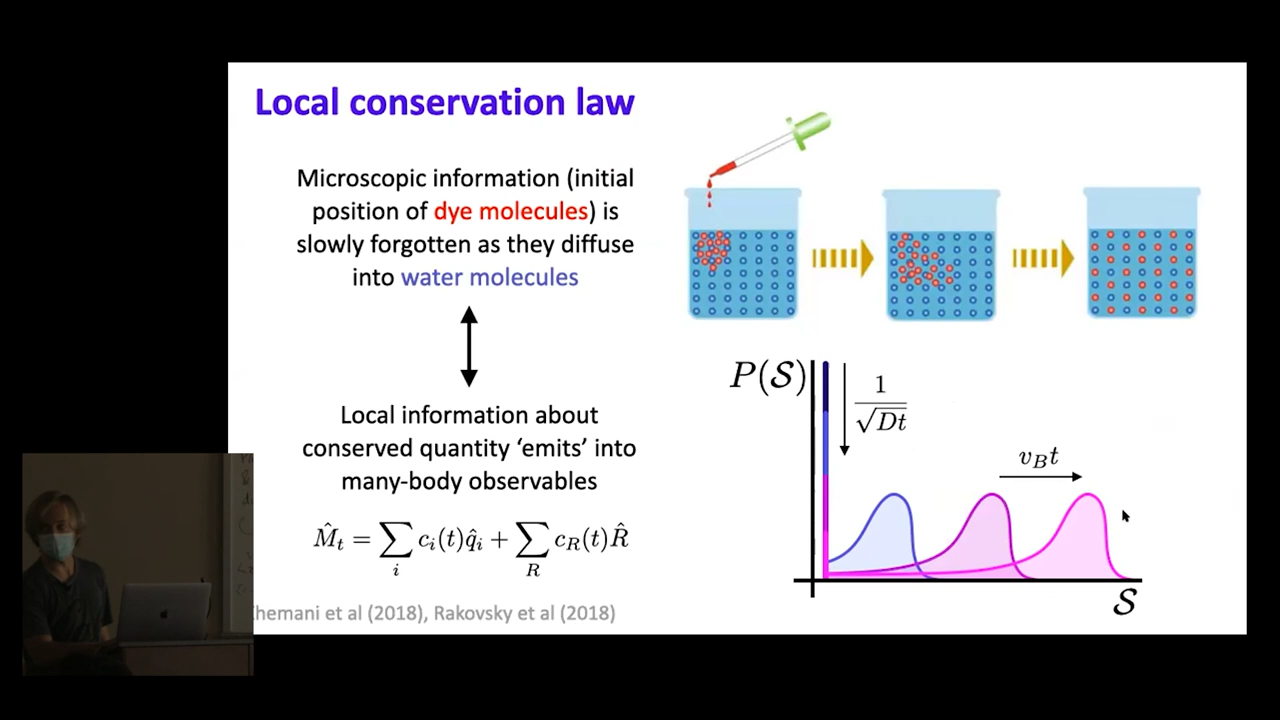 Local conservation law
Microscopic information (initial
position of dye molecules) is
slowly forgotten as they diffuse
into water molecules
Local information about
conserved quantity ‘emits’ into
many-body observables
M̂_t = ∑_i c_i(t)q̂_i + ∑_R c_R(t)R̂
et al (2018), Rakovsky et al (2018)
P(𝒮)
1/√Dt
v_B t
𝒮